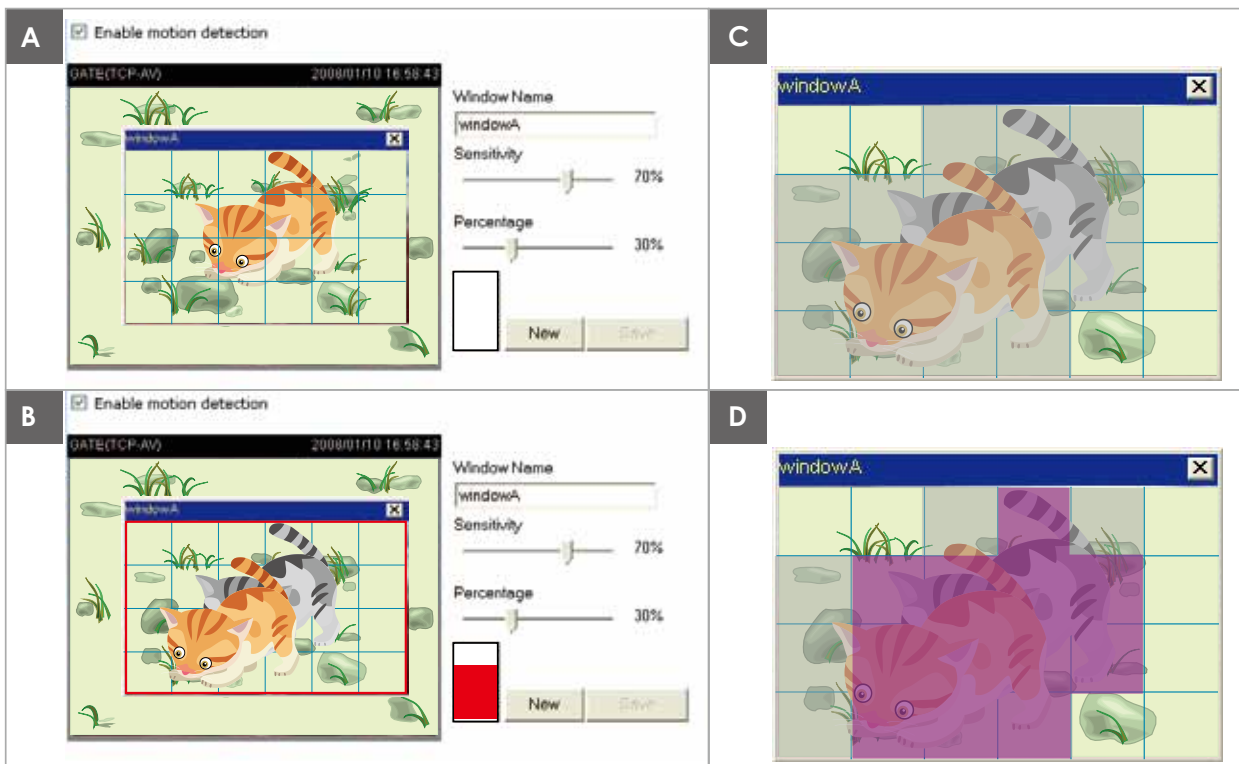 A
Enable motion detection
GATE(TCP-AV) 2008/01/10 16:58:43
windowA
Window Name
windowA
Sensitivity
70%
Percentage
30%
New Save
B
Enable motion detection
GATE(TCP-AV) 2008/01/10 16:58:43
windowA
Window Name
windowA
Sensitivity
70%
Percentage
30%
New Save
C
windowA
D
windowA